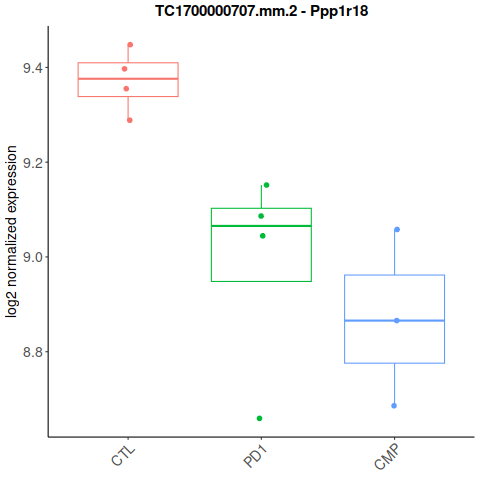 TC1700000707.mm.2 - Ppp1r18
log2 normalized expression
9.4
9.2
9.0
8.8
CTL
PD1
CMP